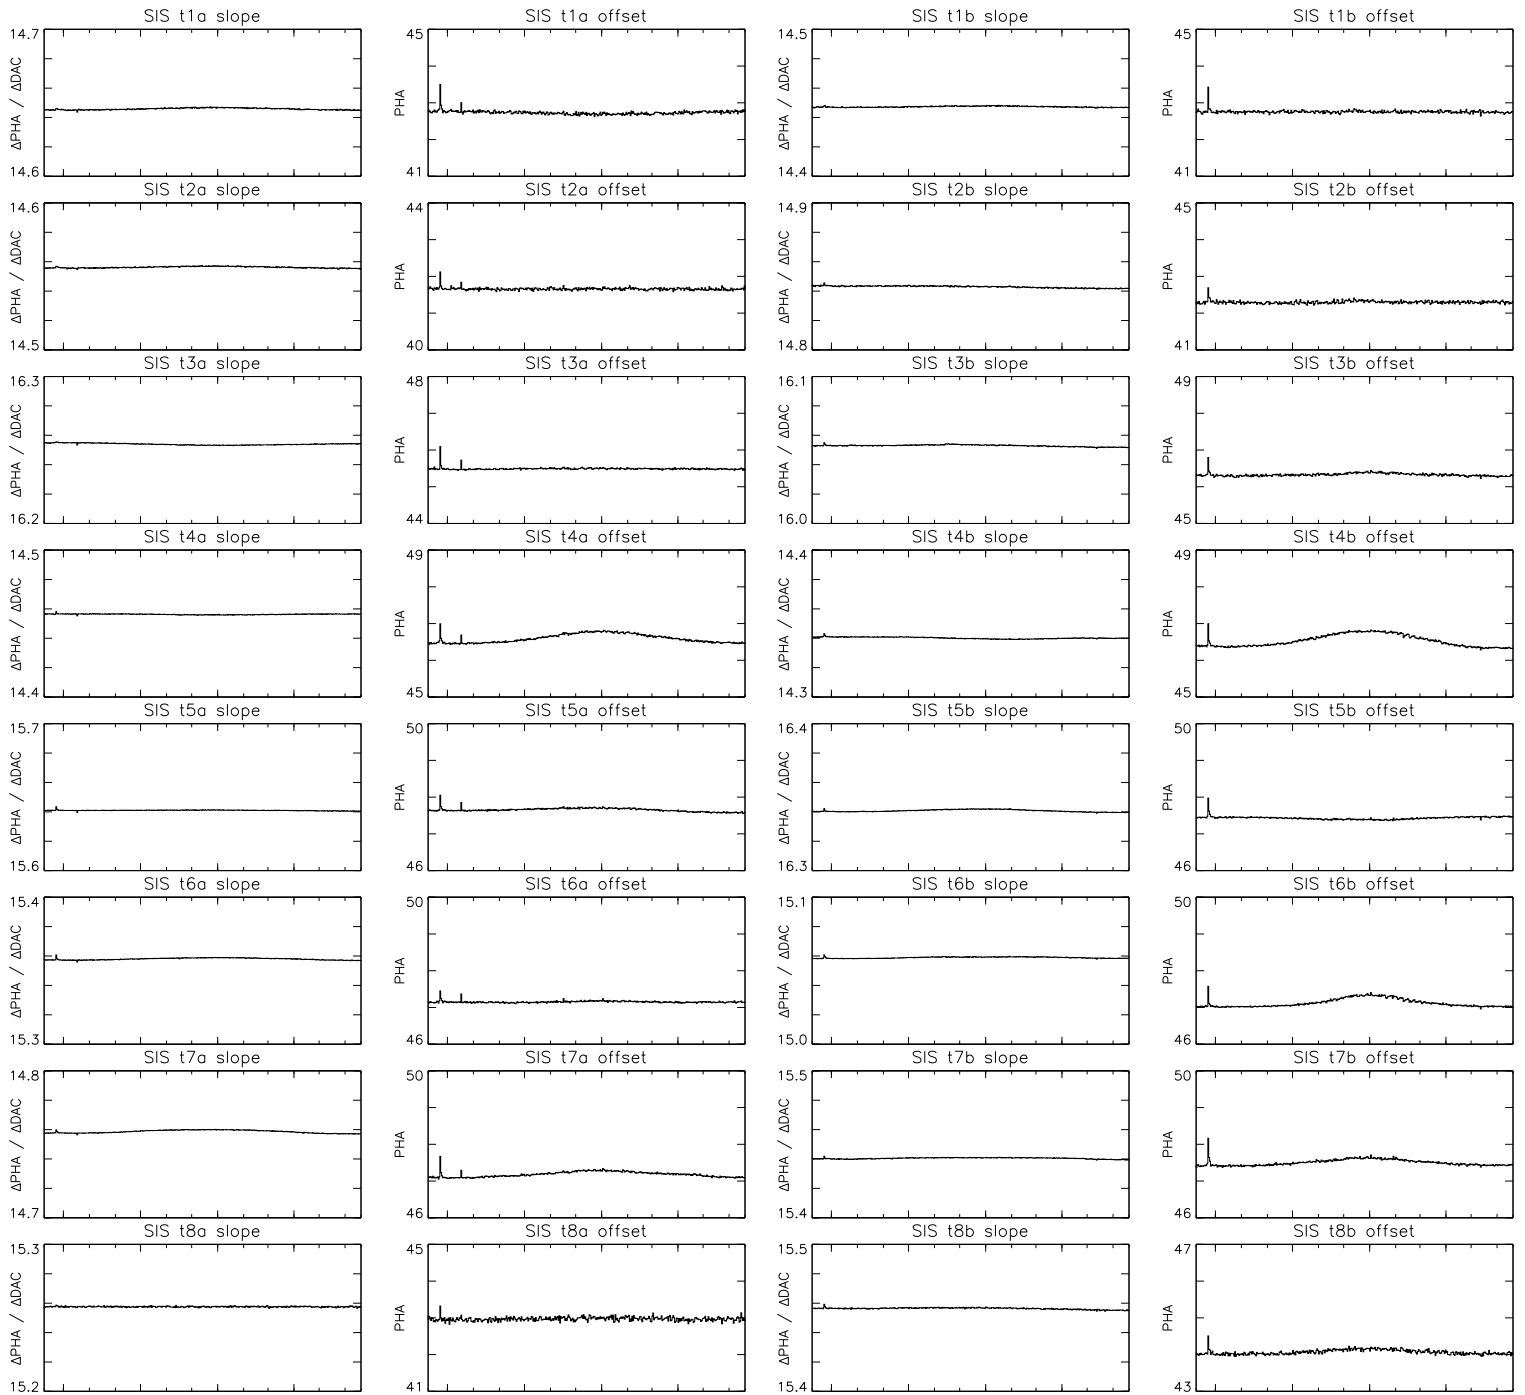 SIS t1a slope SIS t1a offset SIS t1b slope SIS t1b offset
14.7 45 14.5 45
ΔPHA / ΔDAC PHA ΔPHA / ΔDAC PHA
14.6 41 14.4 41
SIS t2a slope SIS t2a offset SIS t2b slope SIS t2b offset
14.6 44 14.9 45
ΔPHA / ΔDAC PHA ΔPHA / ΔDAC PHA
14.5 40 14.8 41
SIS t3a slope SIS t3a offset SIS t3b slope SIS t3b offset
16.3 48 16.1 49
ΔPHA / ΔDAC PHA ΔPHA / ΔDAC PHA
16.2 44 16.0 45
SIS t4a slope SIS t4a offset SIS t4b slope SIS t4b offset
14.5 49 14.4 49
ΔPHA / ΔDAC PHA ΔPHA / ΔDAC PHA
14.4 45 14.3 45
SIS t5a slope SIS t5a offset SIS t5b slope SIS t5b offset
15.7 50 16.4 50
ΔPHA / ΔDAC PHA ΔPHA / ΔDAC PHA
15.6 46 16.3 46
SIS t6a slope SIS t6a offset SIS t6b slope SIS t6b offset
15.4 50 15.1 50
ΔPHA / ΔDAC PHA ΔPHA / ΔDAC PHA
15.3 46 15.0 46
SIS t7a slope SIS t7a offset SIS t7b slope SIS t7b offset
14.8 50 15.5 50
ΔPHA / ΔDAC PHA ΔPHA / ΔDAC PHA
14.7 46 15.4 46
SIS t8a slope SIS t8a offset SIS t8b slope SIS t8b offset
15.3 45 15.5 47
ΔPHA / ΔDAC PHA ΔPHA / ΔDAC PHA
15.2 41 15.4 43